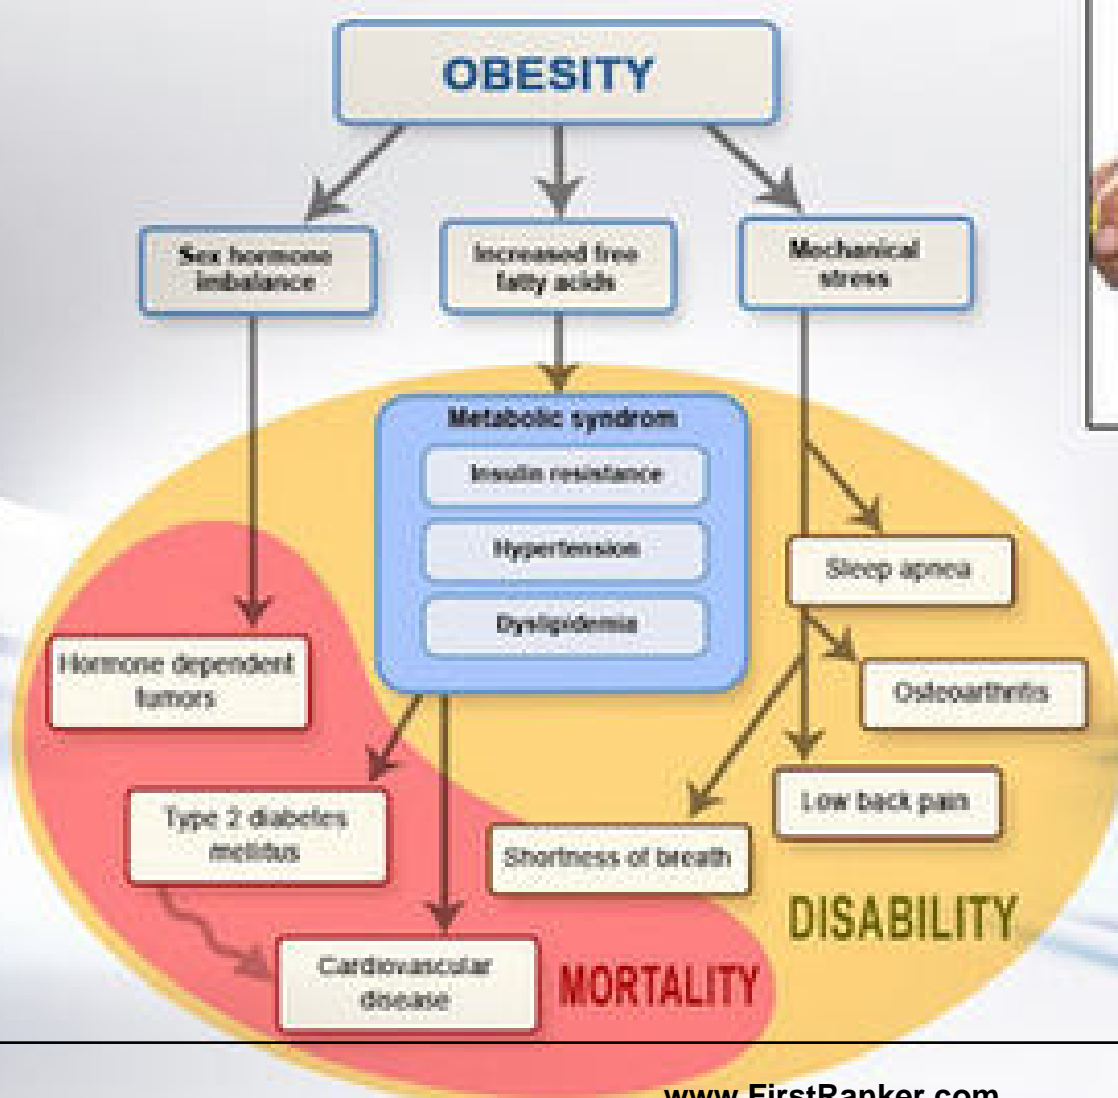 OBESITY
Sex hormone
imbalance
Increased free
fatty acids
Mechanical
stress
Metabolic syndrom
Insulin resistance
Hypertension
Dyslipidemia
Sleep apnea
Hormone dependent
tumors
Osteoarthritis
Type 2 diabetes
mellitus
Low back pain
Shortness of breath
DISABILITY
Cardiovascular
disease
MORTALITY
www.FirstRanker.com